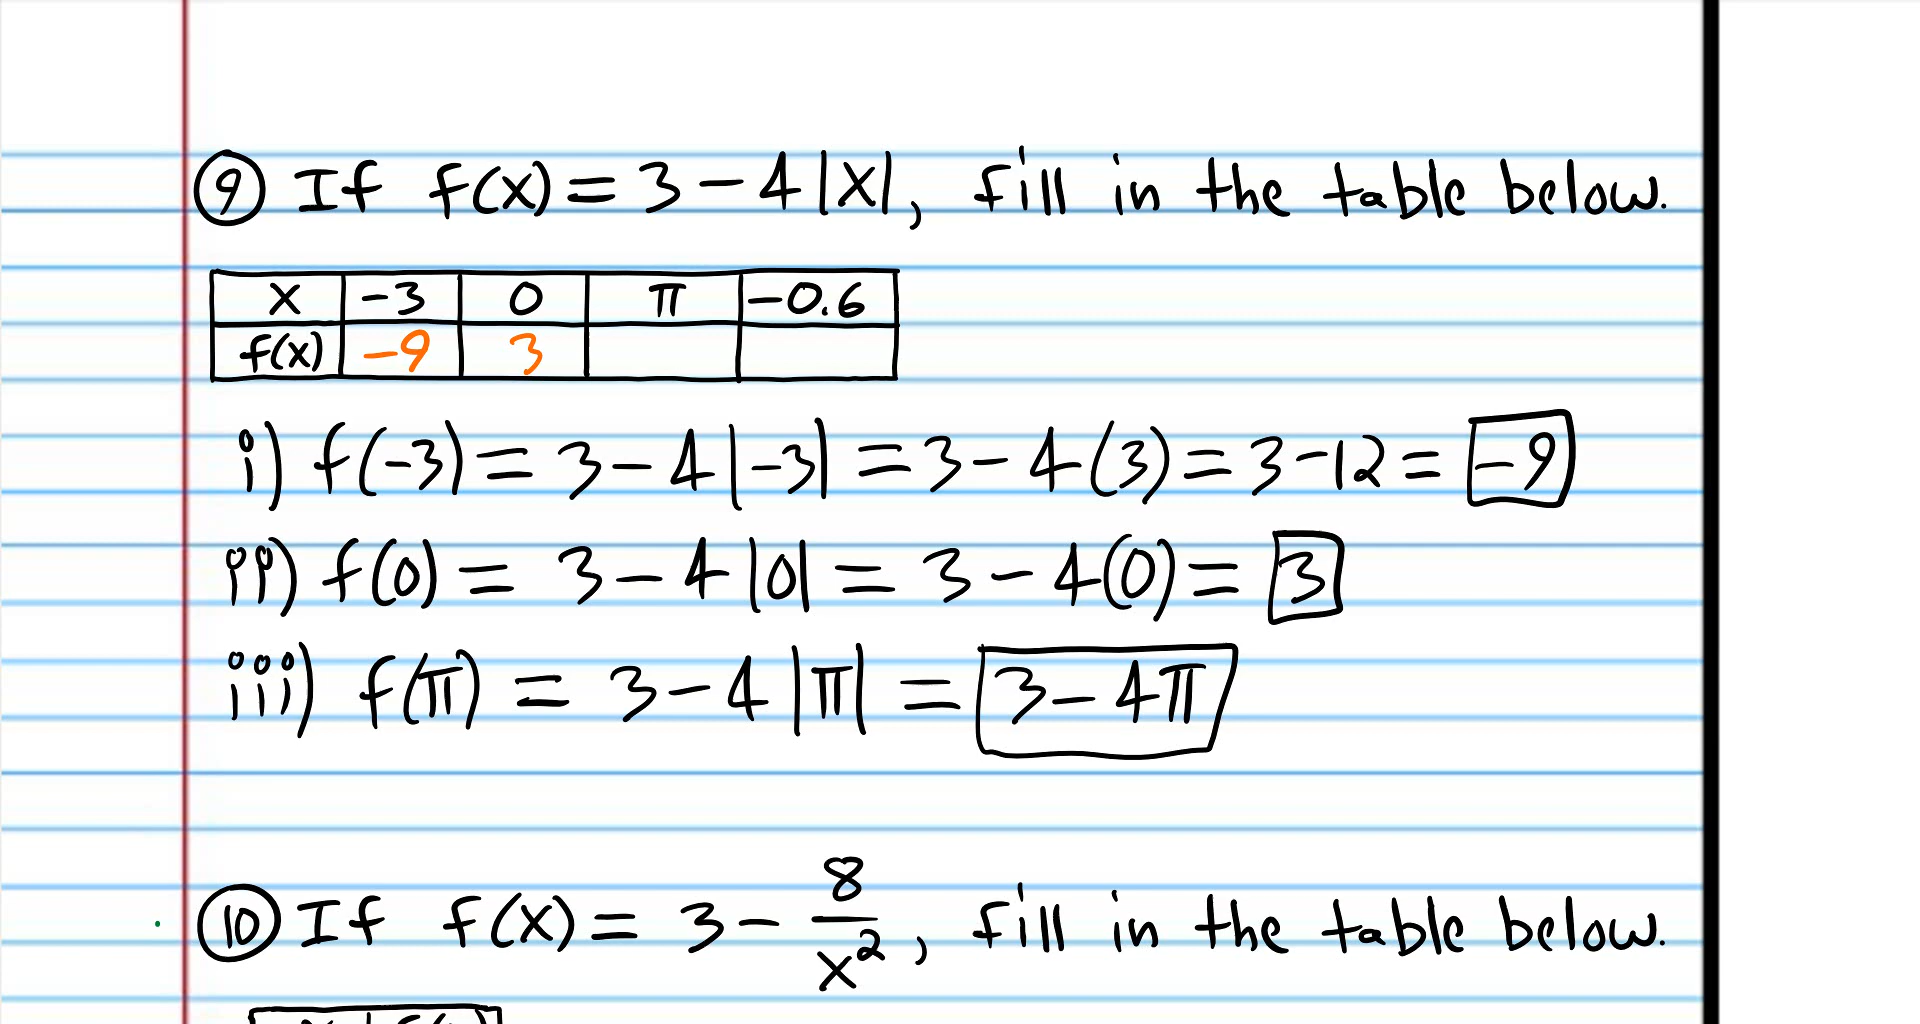 ⑨ If f(x) = 3 - 4|x|, fill in the table below.
x -3 0 π -0.6
f(x) -9 3
i) f(-3) = 3 - 4|-3| = 3 - 4(3) = 3 - 12 = -9
ii) f(0) = 3 - 4|0| = 3 - 4(0) = 3
iii) f(π) = 3 - 4|π| = 3 - 4π
⑩ If f(x) = 3 - 8/x², fill in the table below.